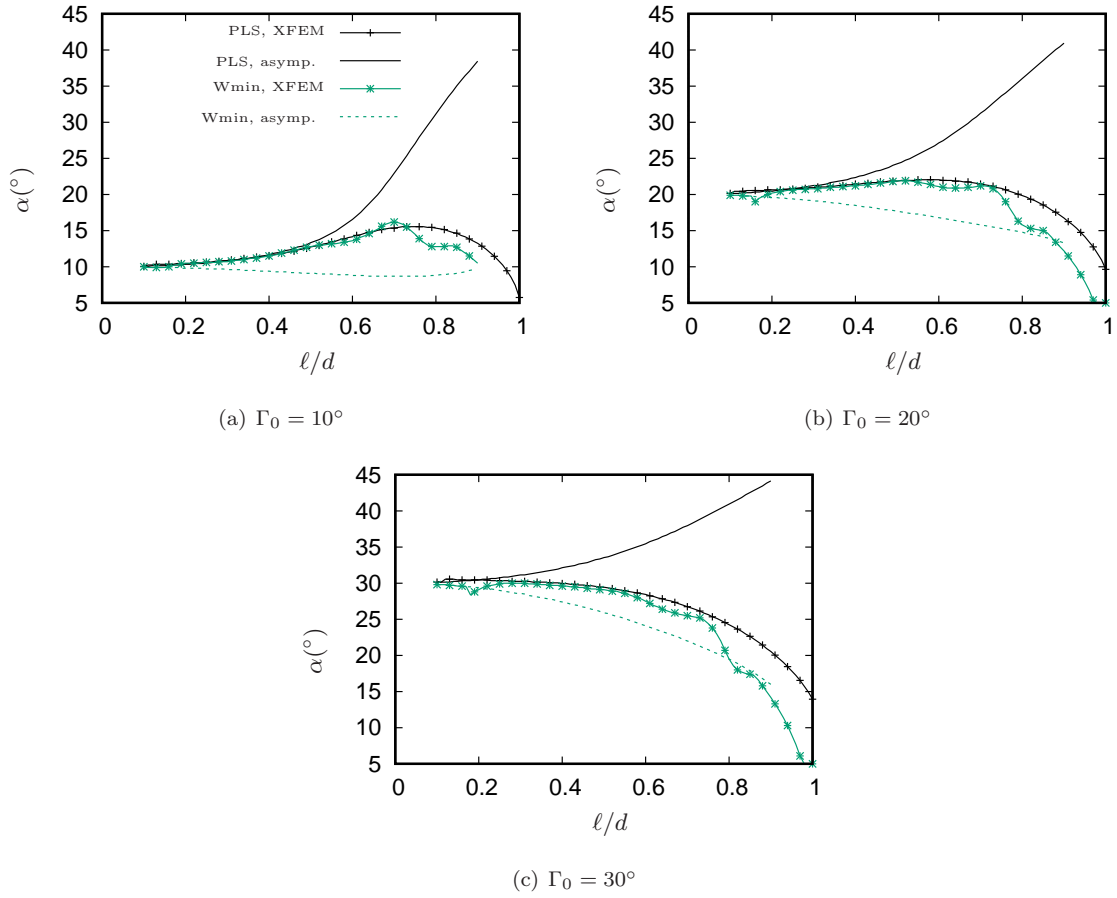 45
40
35
30
25
20
15
10
5
0 0.2 0.4 0.6 0.8 1
α(°)
ℓ/d
PLS, XFEM
PLS, asymp.
Wmin, XFEM
Wmin, asymp.
(a) Γ₀ = 10°
45
40
35
30
25
20
15
10
5
0 0.2 0.4 0.6 0.8 1
α(°)
ℓ/d
(b) Γ₀ = 20°
45
40
35
30
25
20
15
10
5
0 0.2 0.4 0.6 0.8 1
α(°)
ℓ/d
(c) Γ₀ = 30°